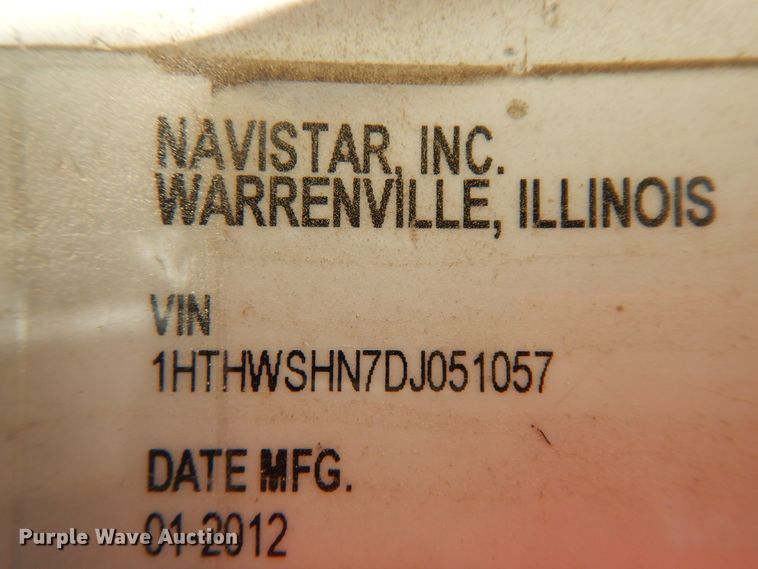 NAVISTAR, INC.
WARRENVILLE, ILLINOIS
VIN
1HTHWSHN7DJ051057
DATE MFG.
01-2012
Purple Wave Auction